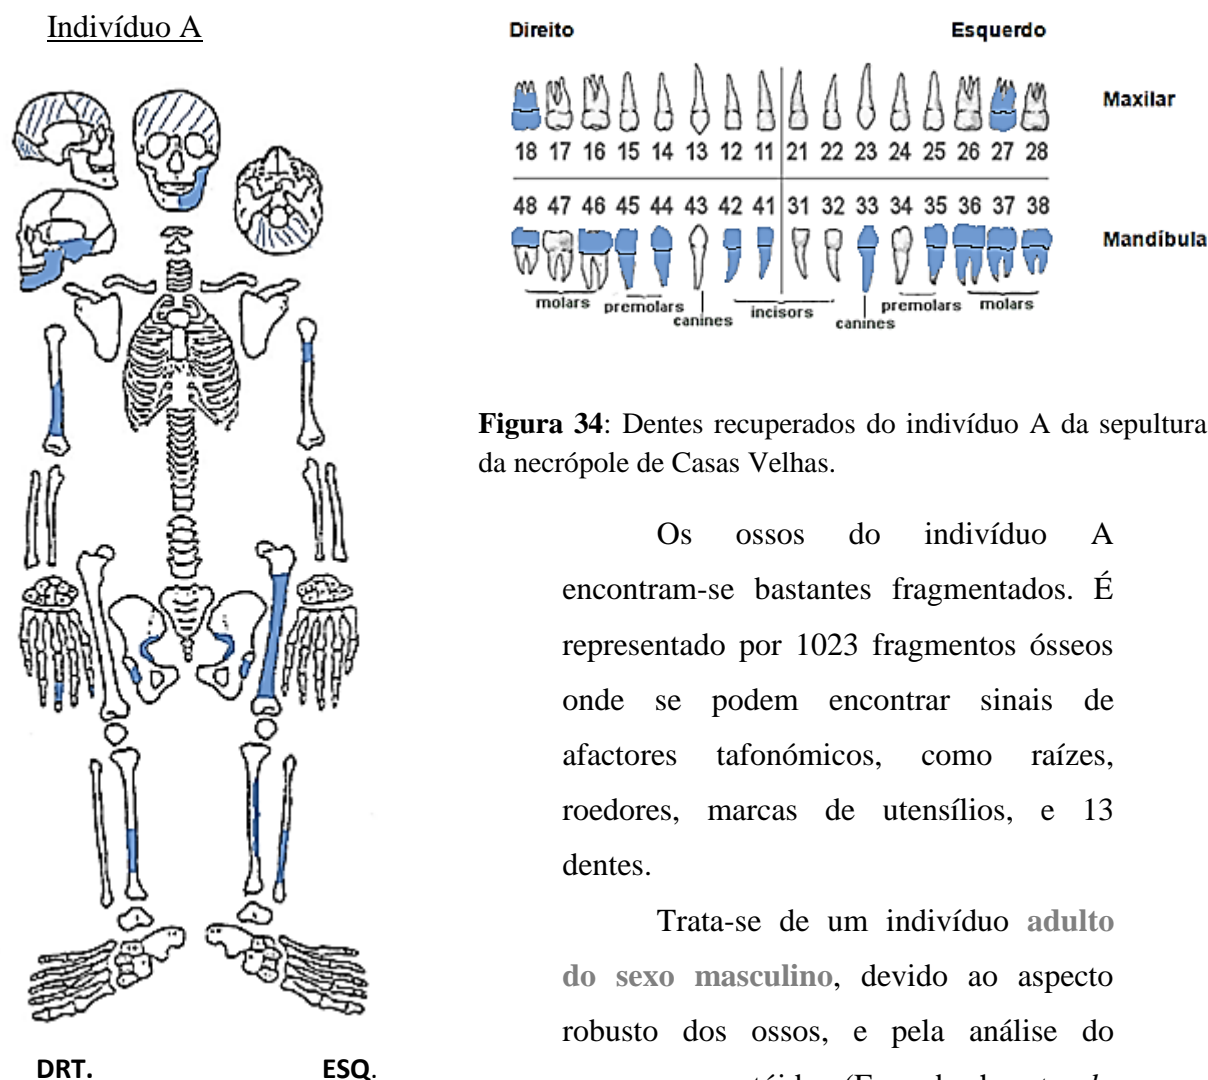 Indivíduo A
Direito Esquerdo
Maxilar
18 17 16 15 14 13 12 11 21 22 23 24 25 26 27 28
48 47 46 45 44 43 42 41 31 32 33 34 35 36 37 38
Mandíbula
molars premolars canines incisors canines premolars molars
Figura 34: Dentes recuperados do indivíduo A da sepultura
da necrópole de Casas Velhas.
Os ossos do indivíduo A
encontram-se bastantes fragmentados. É
representado por 1023 fragmentos ósseos
onde se podem encontrar sinais de
afactores tafonómicos, como raízes,
roedores, marcas de utensílios, e 13
dentes.
Trata-se de um indivíduo adulto
do sexo masculino, devido ao aspecto
robusto dos ossos, e pela análise do
DRT. ESQ.